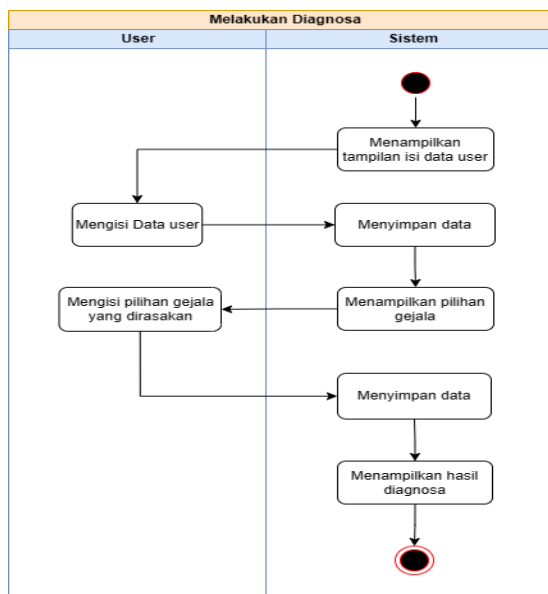 Melakukan Diagnosa
User
Sistem
Menampilkan
tampilan isi data user
Mengisi Data user
Menyimpan data
Menampilkan pilihan
gejala
Mengisi pilihan gejala
yang dirasakan
Menyimpan data
Menampilkan hasil
diagnosa